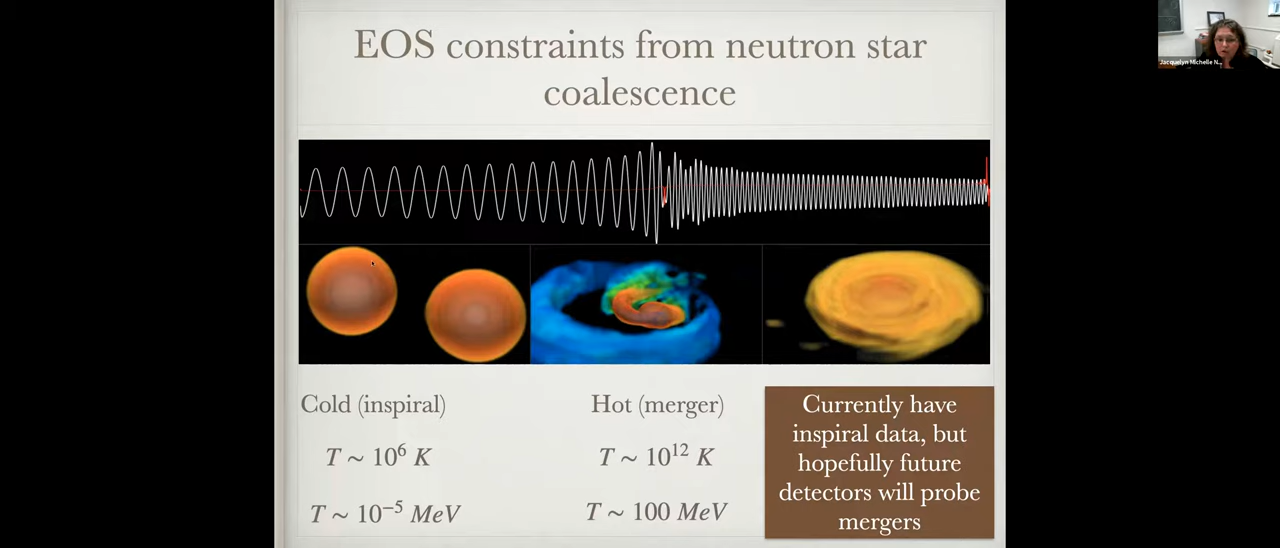 EOS constraints from neutron star
coalescence
Jacquelyn Michelle N...
Cold (inspiral)
T ~ 10⁶ K
T ~ 10⁻⁵ MeV
Hot (merger)
T ~ 10¹² K
T ~ 100 MeV
Currently have
inspiral data, but
hopefully future
detectors will probe
mergers